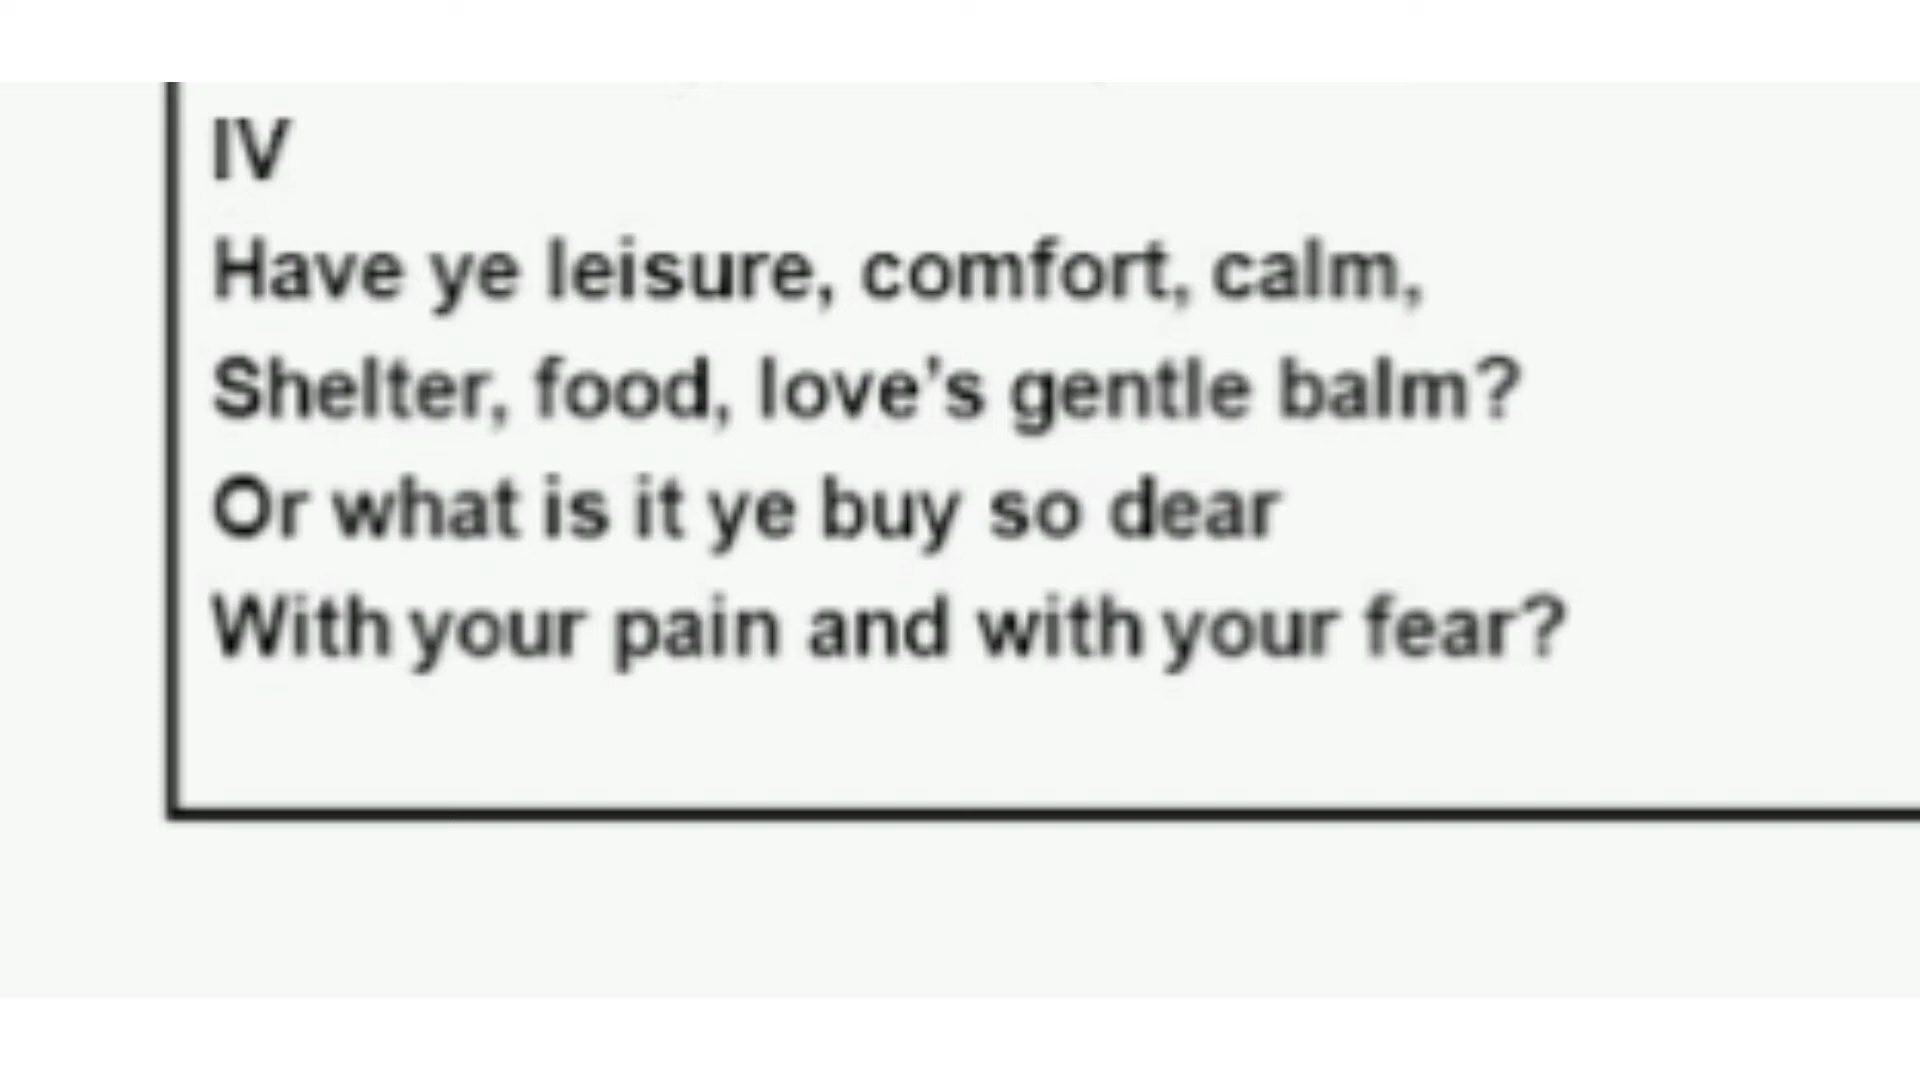 IV
Have ye leisure, comfort, calm,
Shelter, food, love’s gentle balm?
Or what is it ye buy so dear
With your pain and with your fear?